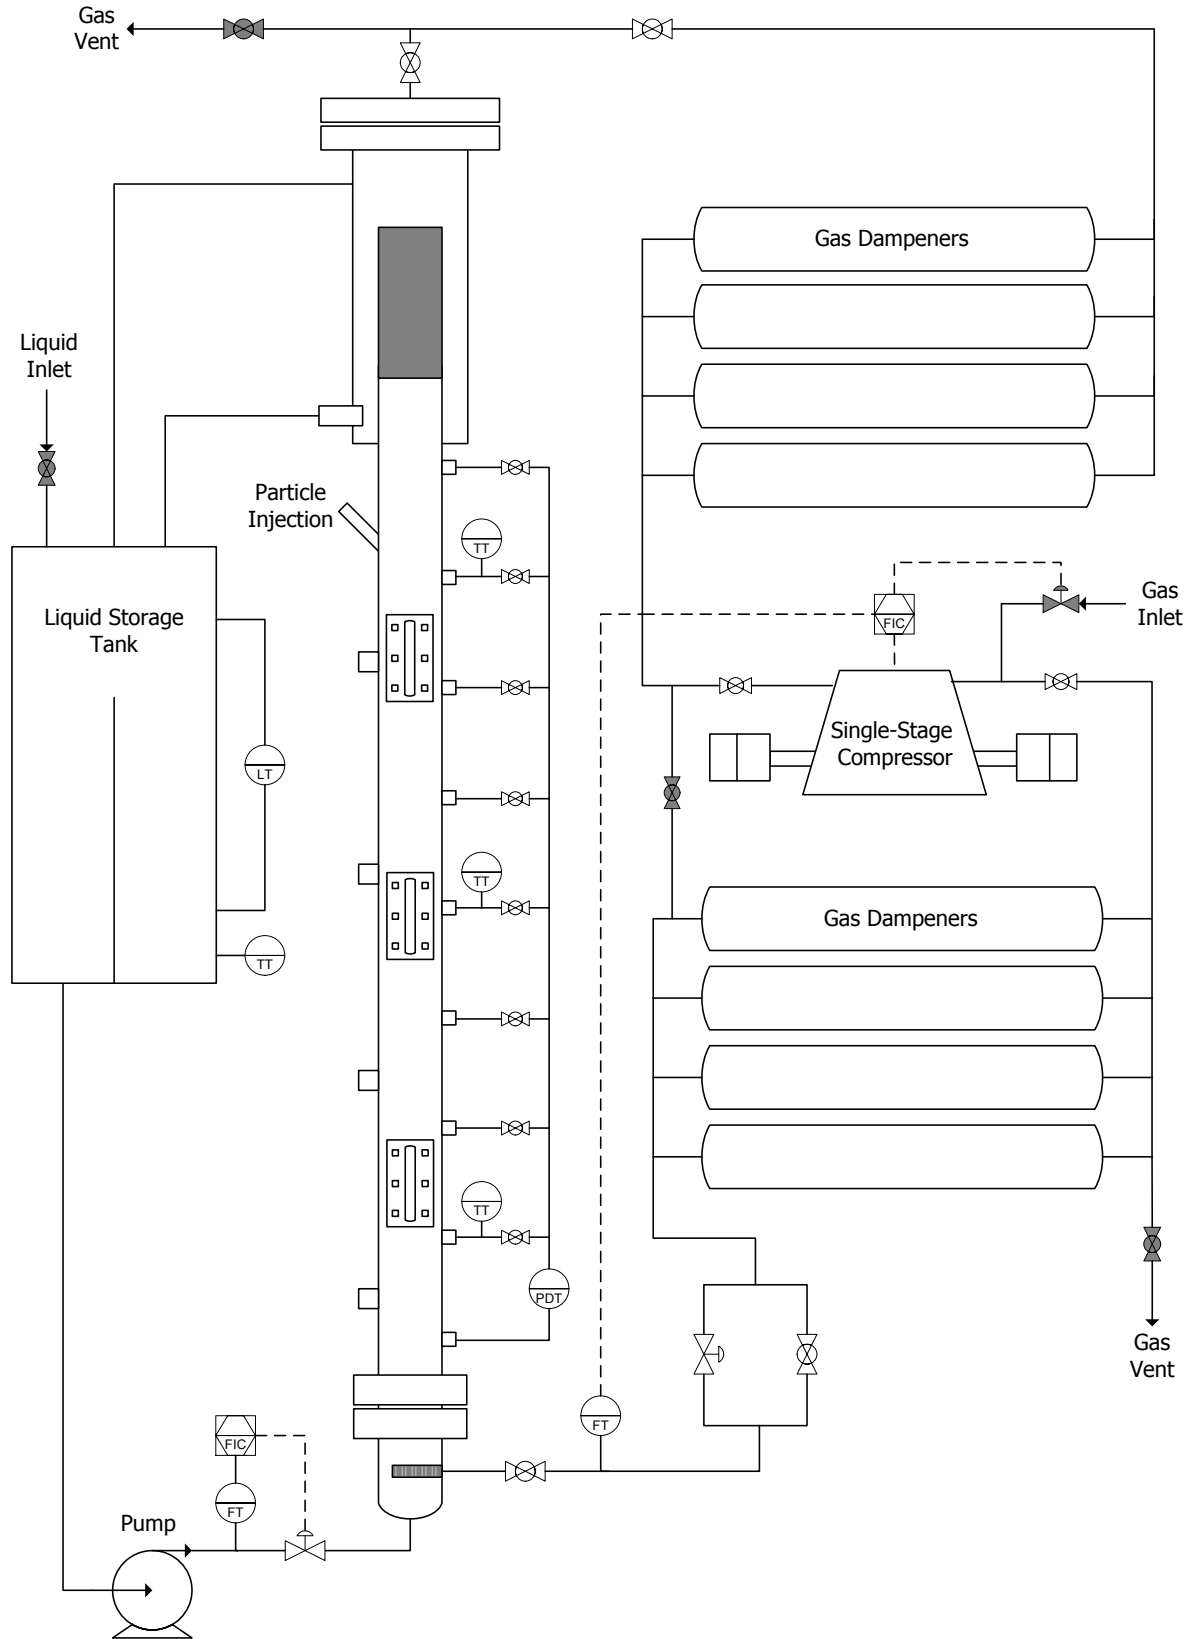 Gas
Vent
Gas Dampeners
Liquid
Inlet
Particle
Injection
TT
Liquid Storage
Tank
FIC
Gas
Inlet
Single-Stage
Compressor
LT
TT
Gas Dampeners
TT
TT
PDT
Gas
Vent
FT
FIC
FT
Pump